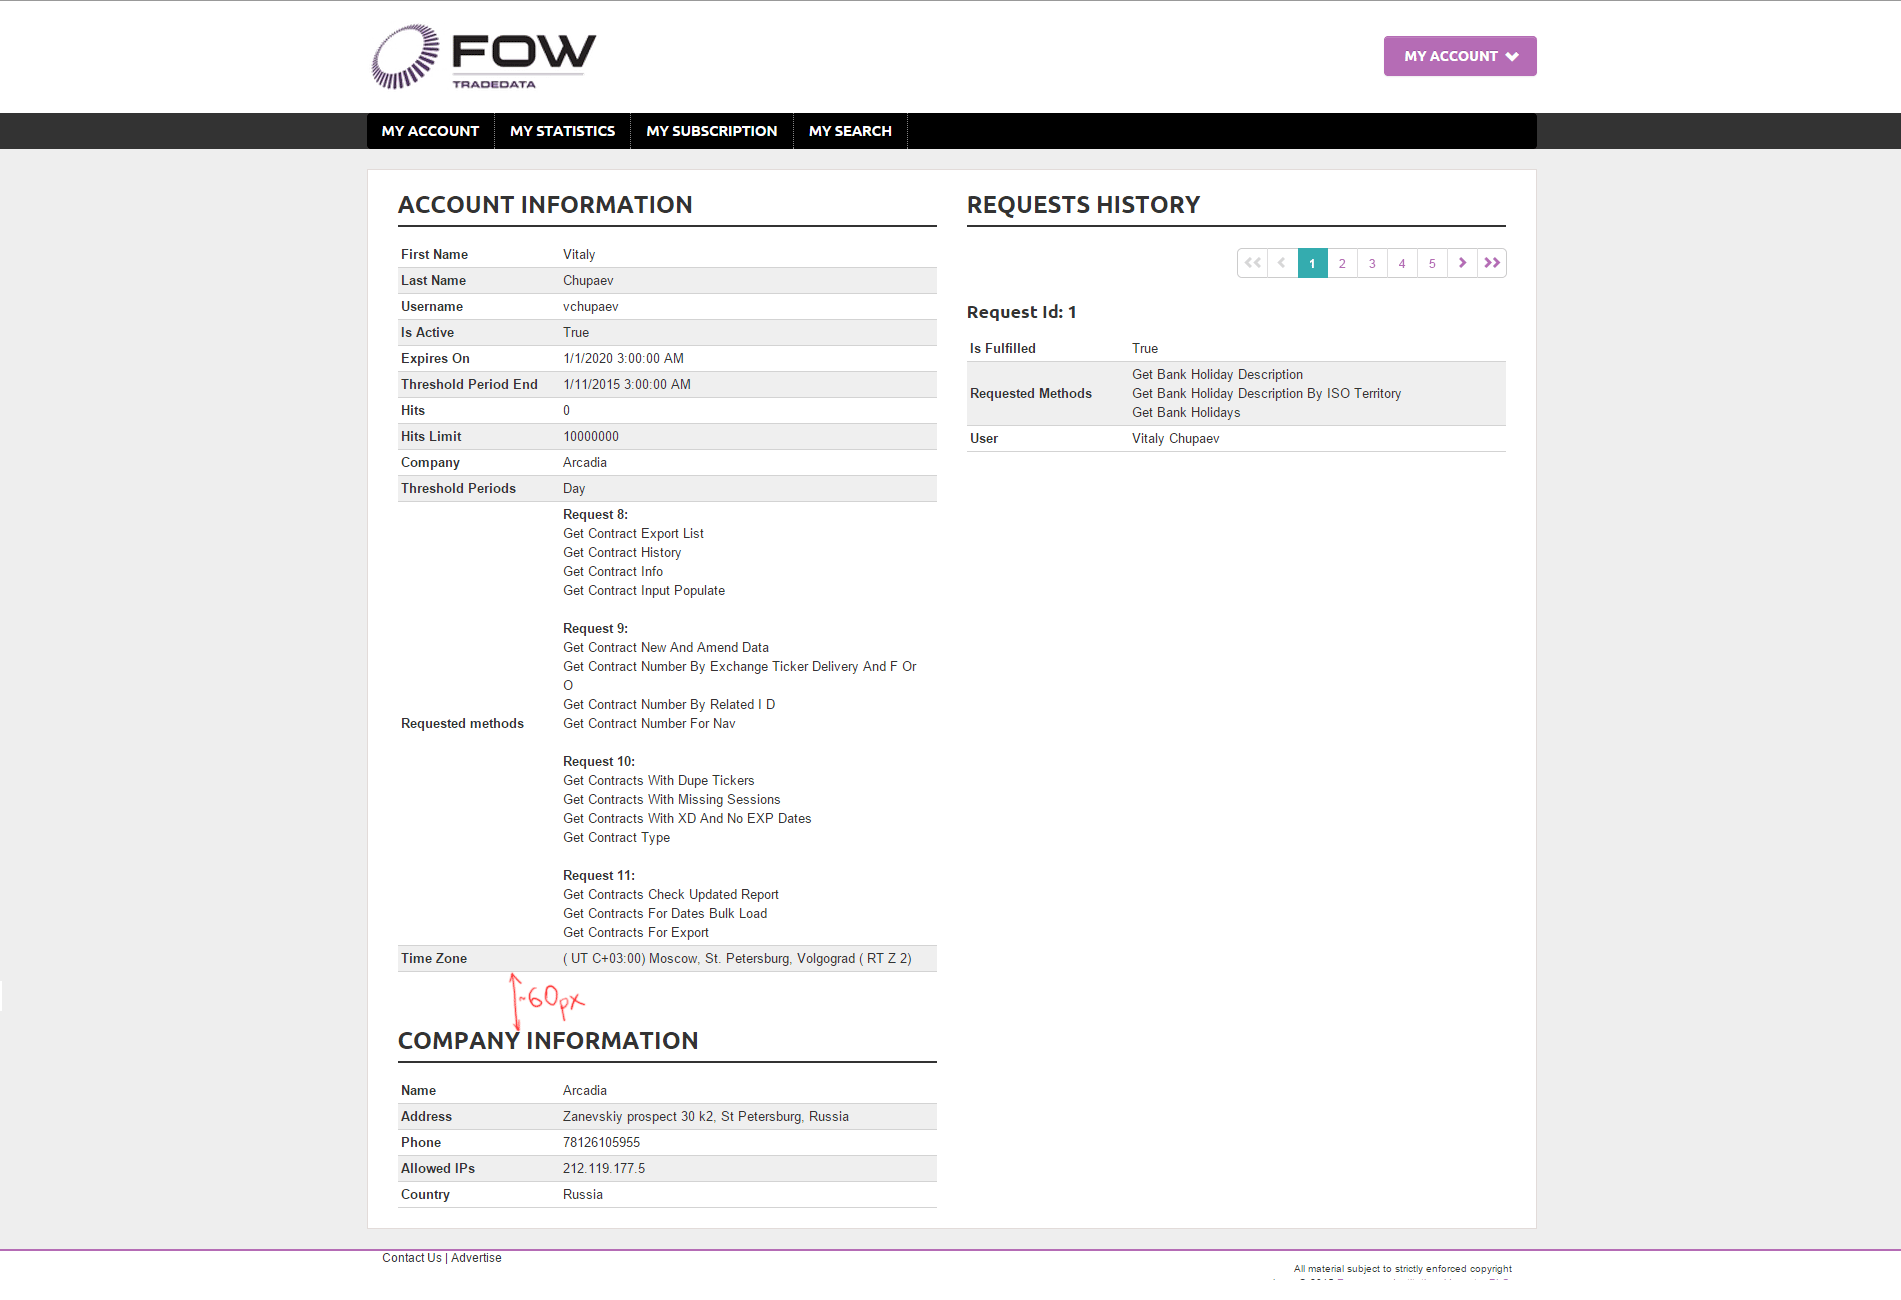 FOW
TRADEDATA
MY ACCOUNT
MY ACCOUNT
MY STATISTICS
MY SUBSCRIPTION
MY SEARCH
ACCOUNT INFORMATION
First Name Vitaly
Last Name Chupaev
Username vchupaev
Is Active True
Expires On 1/1/2020 3:00:00 AM
Threshold Period End 1/11/2015 3:00:00 AM
Hits 0
Hits Limit 10000000
Company Arcadia
Threshold Periods Day
Requested methods
Request 8:
Get Contract Export List
Get Contract History
Get Contract Info
Get Contract Input Populate
Request 9:
Get Contract New And Amend Data
Get Contract Number By Exchange Ticker Delivery And F Or
O
Get Contract Number By Related I D
Get Contract Number For Nav
Request 10:
Get Contracts With Dupe Tickers
Get Contracts With Missing Sessions
Get Contracts With XD And No EXP Dates
Get Contract Type
Request 11:
Get Contracts Check Updated Report
Get Contracts For Dates Bulk Load
Get Contracts For Export
Time Zone ( UT C+03:00) Moscow, St. Petersburg, Volgograd ( RT Z 2)
~60px
COMPANY INFORMATION
Name Arcadia
Address Zanevskiy prospect 30 k2, St Petersburg, Russia
Phone 78126105955
Allowed IPs 212.119.177.5
Country Russia
REQUESTS HISTORY
<< < 1 2 3 4 5 > >>
Request Id: 1
Is Fulfilled True
Requested Methods
Get Bank Holiday Description
Get Bank Holiday Description By ISO Territory
Get Bank Holidays
User Vitaly Chupaev
Contact Us | Advertise
All material subject to strictly enforced copyright